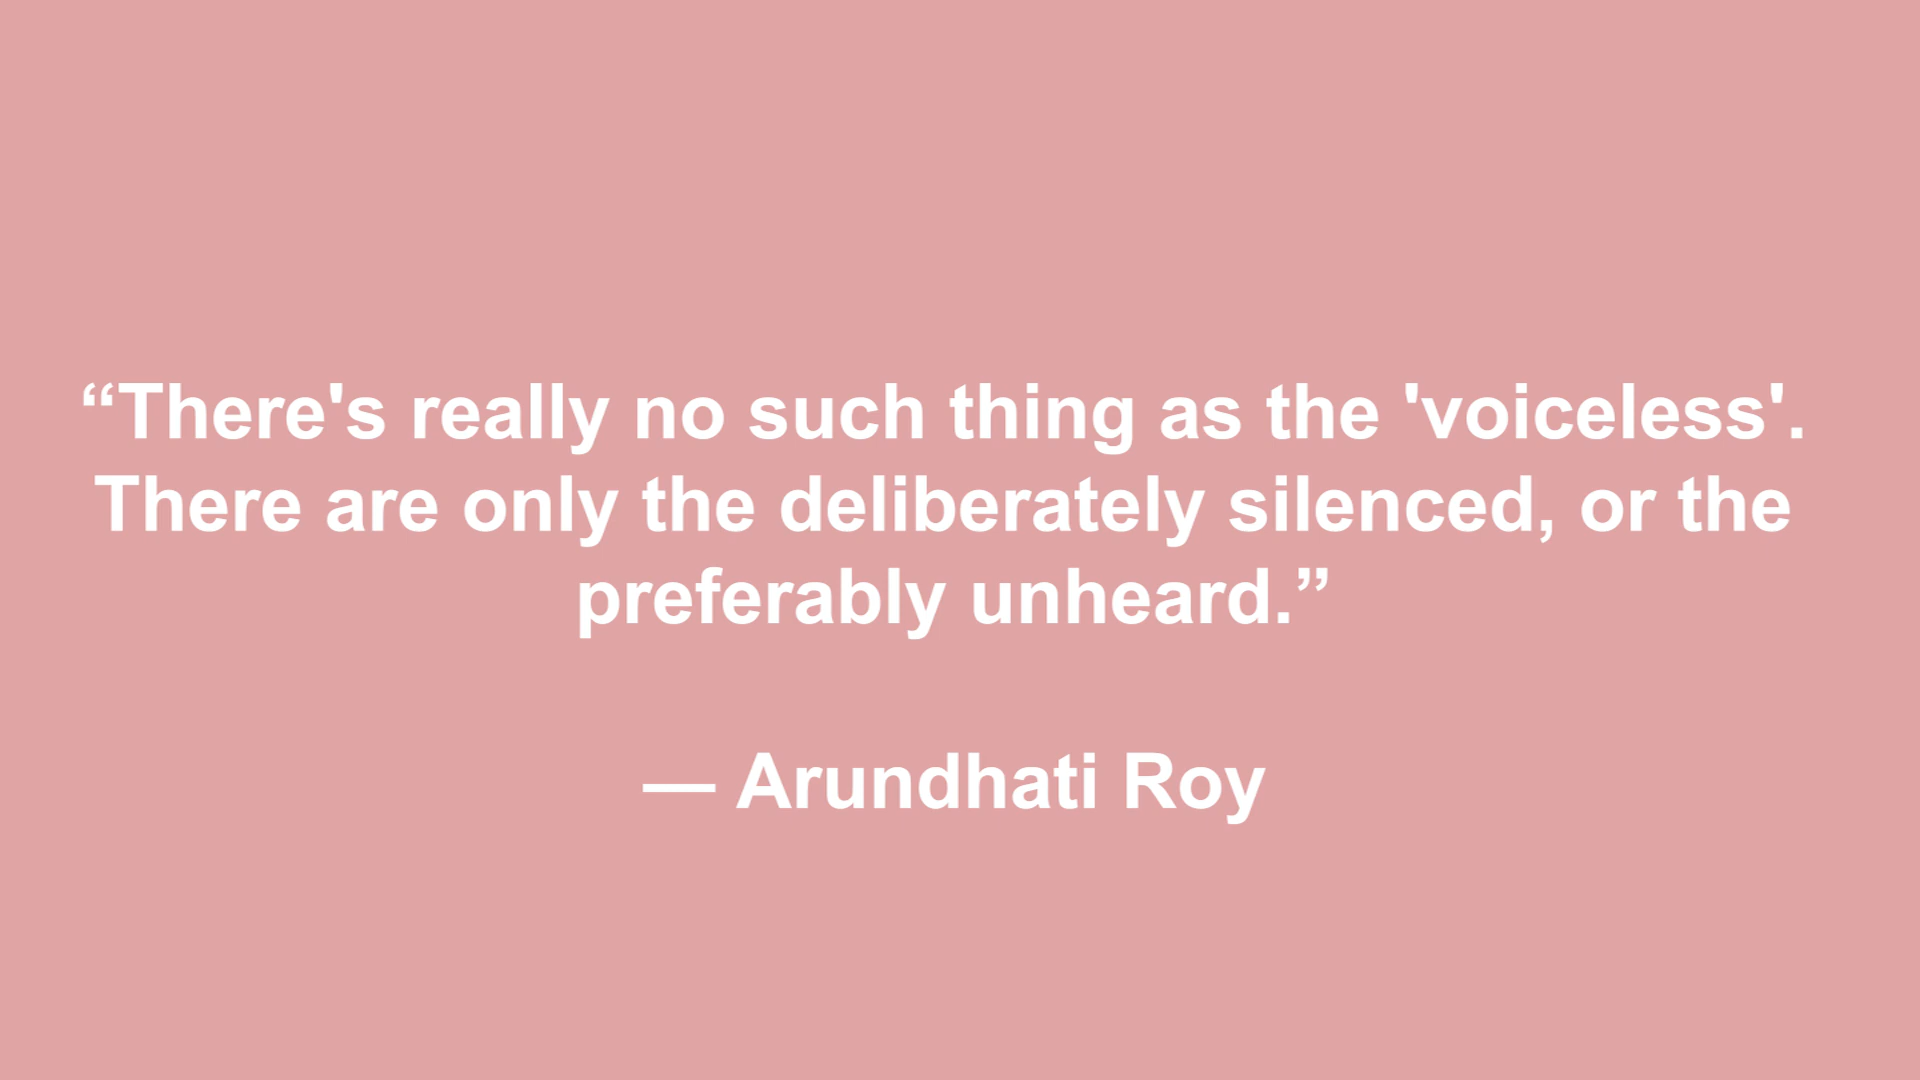 “There's really no such thing as the 'voiceless'.
There are only the deliberately silenced, or the
preferably unheard.”
— Arundhati Roy